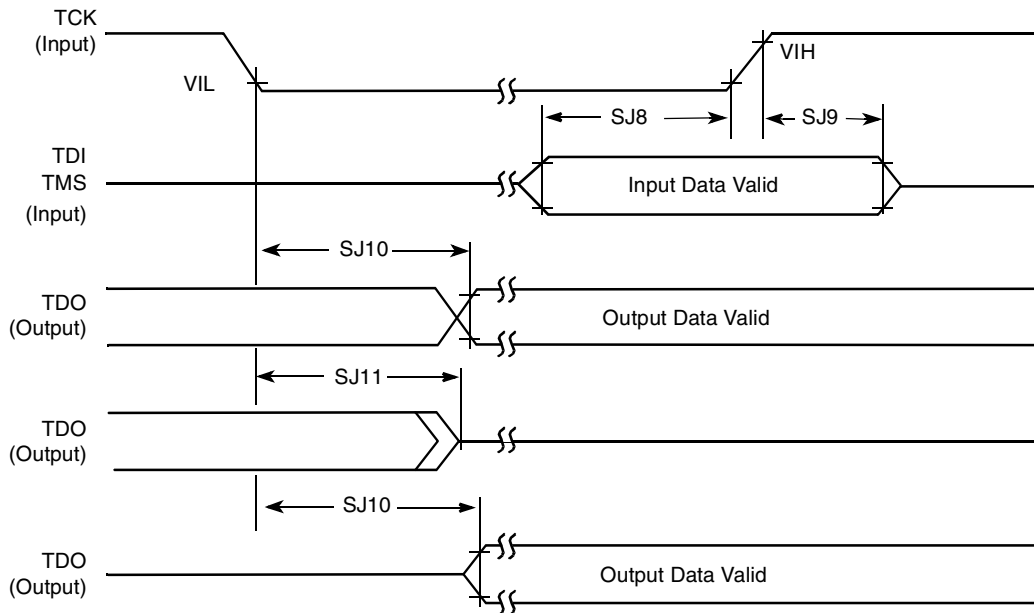 TCK
(Input)
VIH
VIL
SJ8
SJ9
TDI
TMS
(Input)
Input Data Valid
SJ10
TDO
(Output)
Output Data Valid
SJ11
TDO
(Output)
SJ10
TDO
(Output)
Output Data Valid